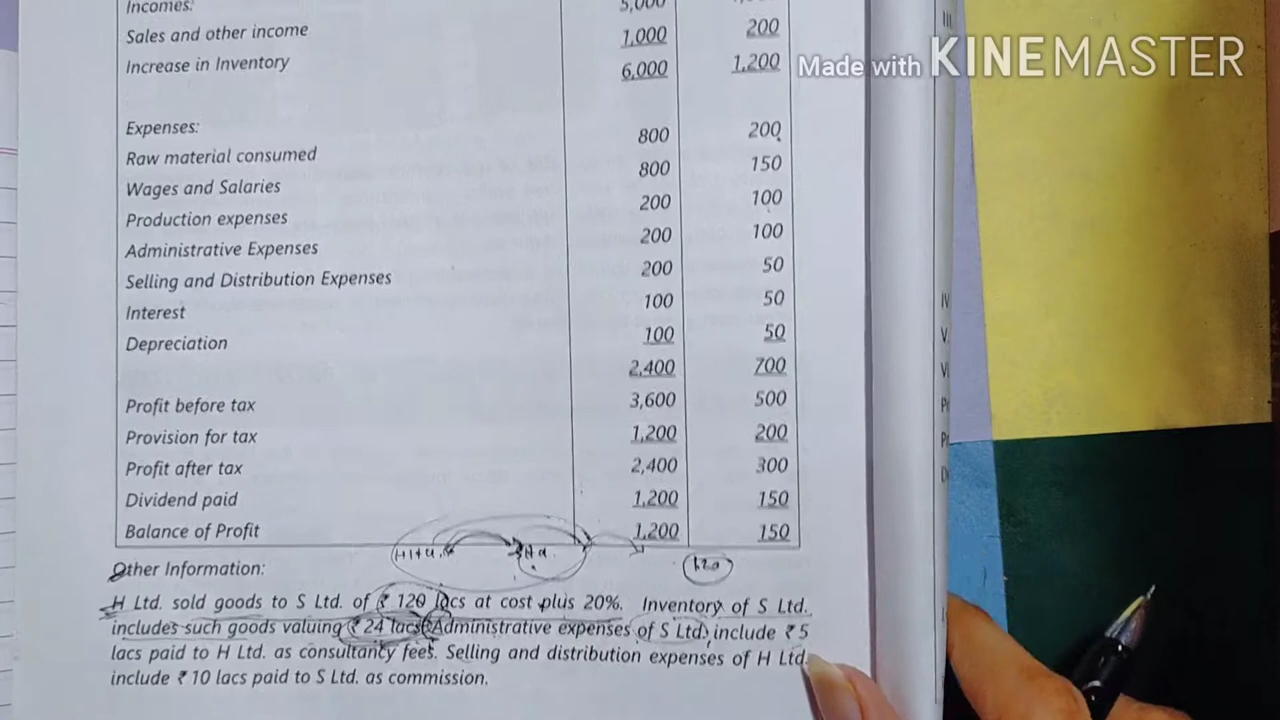 Incomes:
5,000
Sales and other income 1,000 200
Increase in Inventory 6,000 1,200
Made with KINEMASTER
Expenses: 800 200
Raw material consumed 800 150
Wages and Salaries 200 100
Production expenses 200 100
Administrative Expenses 200 50
Selling and Distribution Expenses 100 50
Interest 100 50
Depreciation 2,400 700
Profit before tax 3,600 500
Provision for tax 1,200 200
Profit after tax 2,400 300
Dividend paid 1,200 150
Balance of Profit 1,200 150
Other Information:
H Ltd. sold goods to S Ltd. of ₹ 120 lacs at cost plus 20%. Inventory of S Ltd.
includes such goods valuing ₹ 24 lacs. Administrative expenses of S Ltd. include ₹ 5
lacs paid to H Ltd. as consultancy fees. Selling and distribution expenses of H Ltd.
include ₹ 10 lacs paid to S Ltd. as commission.
III
IV
V.